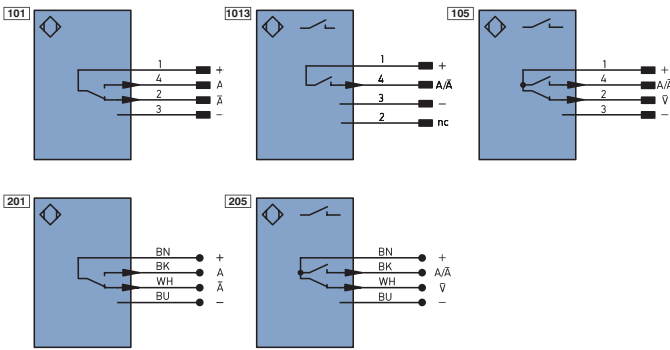 101
1 +
4 A
2 A̅
3 −
1013
1 +
4 A/A̅
3 −
2 nc
105
1 +
4 A/A̅
2 V̅
3 −
201
BN +
BK A
WH A̅
BU −
205
BN +
BK A/A̅
WH V̅
BU −